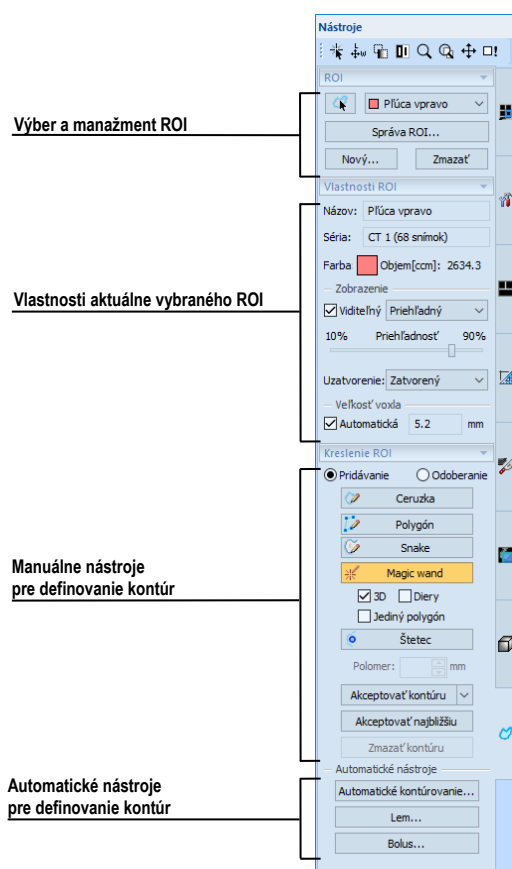 Nástroje
ROI
Pľúca vpravo
Správa ROI...
Nový...
Zmazať
Výber a manažment ROI
Vlastnosti ROI
Názov: Pľúca vpravo
Séria: CT 1 (68 snímok)
Farba Objem[ccm]: 2634.3
Zobrazenie
Viditeľný Priehľadný
10% Priehľadnosť 90%
Uzatvorenie: Zatvorený
Veľkosť voxla
Automatická 5.2 mm
Vlastnosti aktuálne vybraného ROI
Kreslenie ROI
Pridávanie Odoberanie
Ceruzka
Polygón
Snake
Magic wand
3D Diery
Jediný polygón
Štetec
Polomer: mm
Akceptovať kontúru
Akceptovať najbližšiu
Zmazať kontúru
Manuálne nástroje
pre definovanie kontúr
Automatické nástroje
Automatické kontúrovanie...
Lem...
Bolus...
Automatické nástroje
pre definovanie kontúr